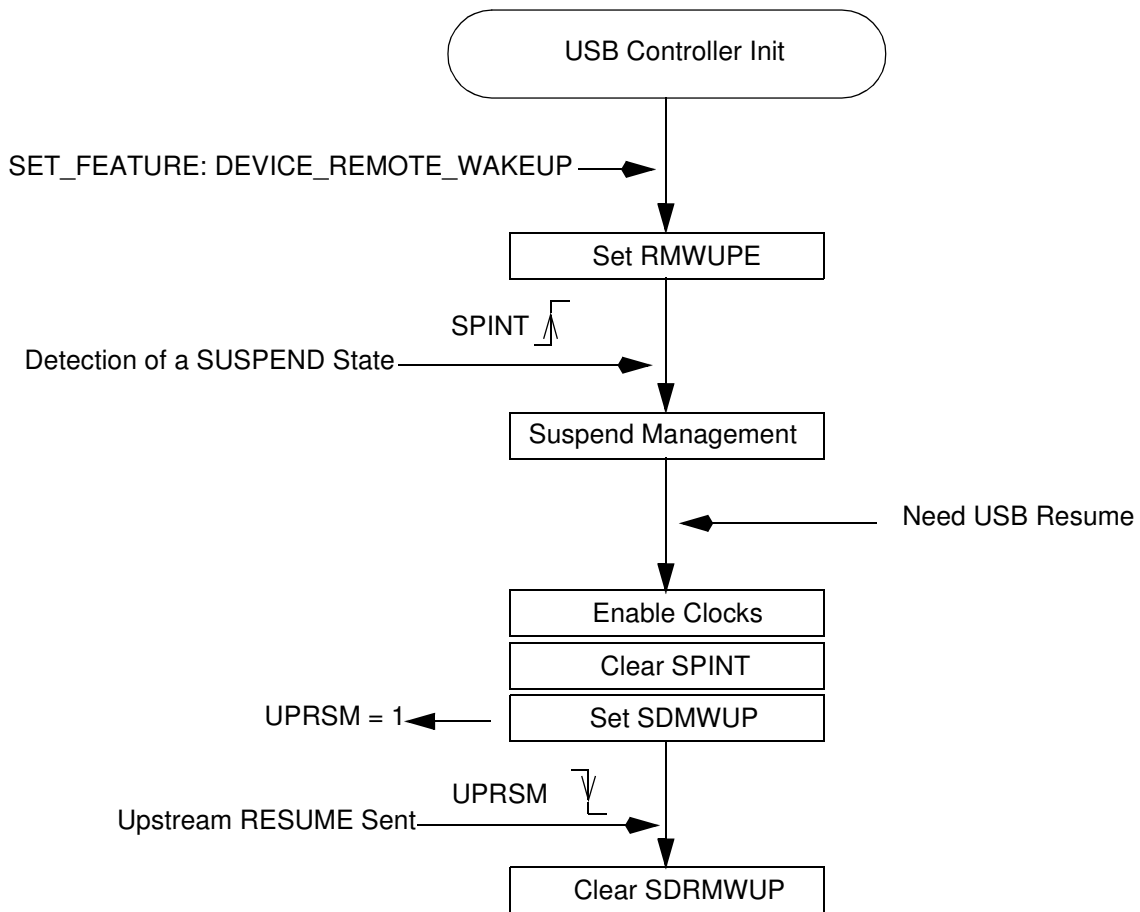 USB Controller Init
SET_FEATURE: DEVICE_REMOTE_WAKEUP
Set RMWUPE
SPINT
Detection of a SUSPEND State
Suspend Management
Need USB Resume
Enable Clocks
Clear SPINT
UPRSM = 1
Set SDMWUP
UPRSM
Upstream RESUME Sent
Clear SDRMWUP